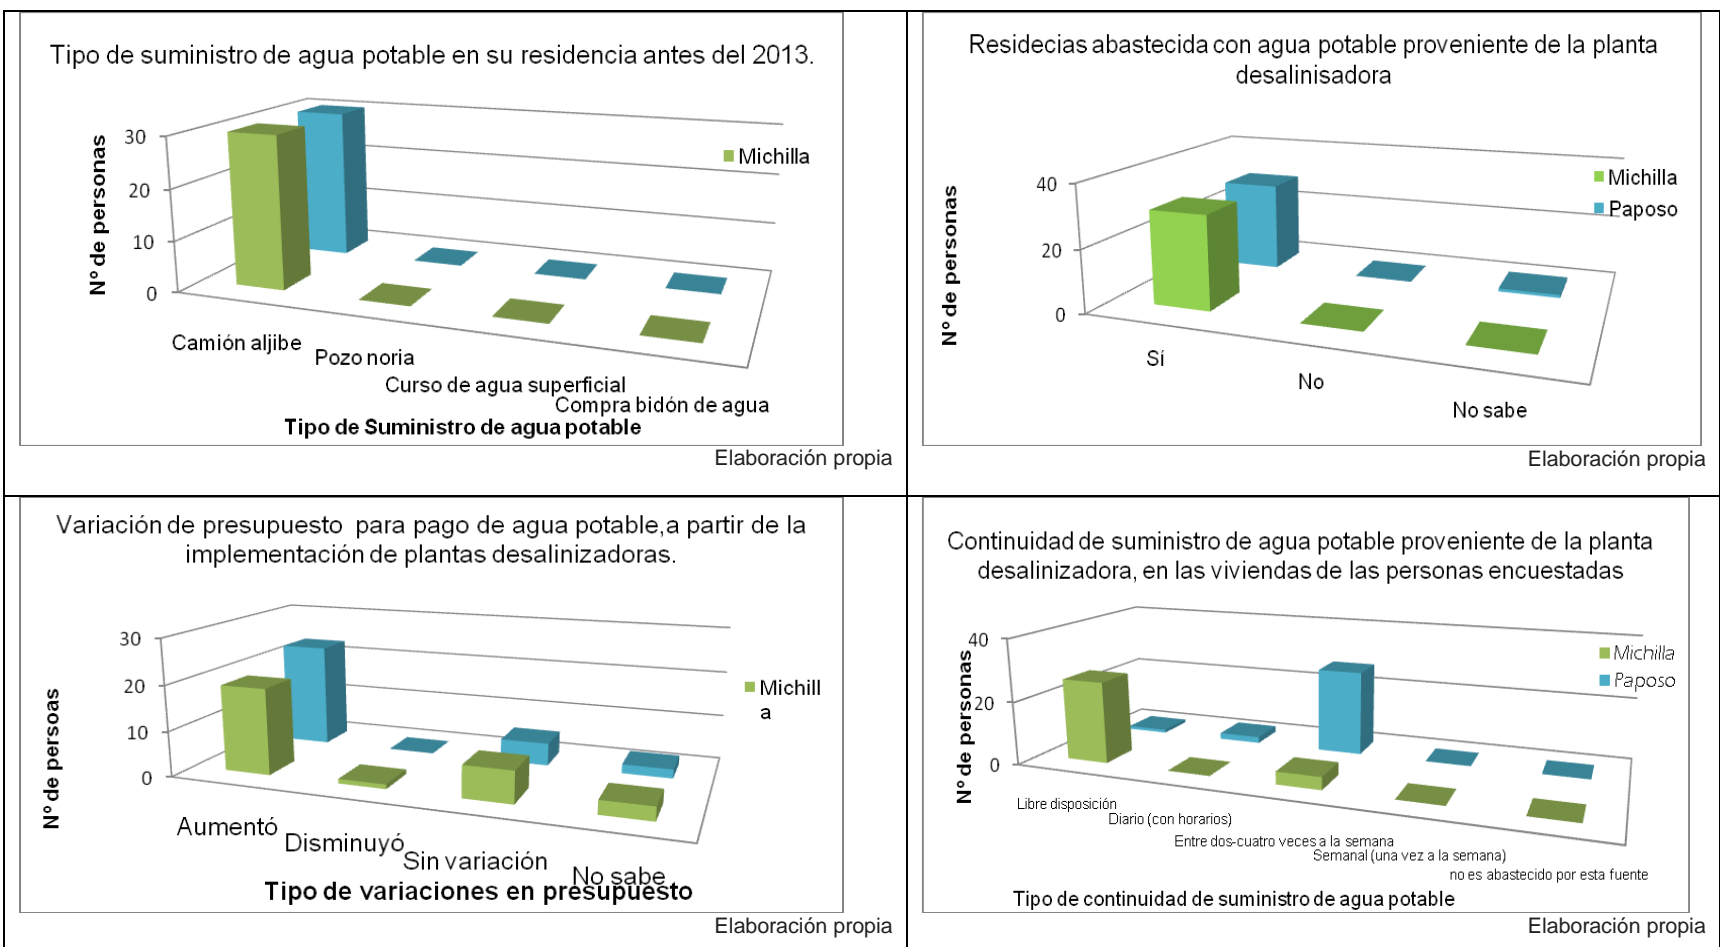 Tipo de suministro de agua potable en su residencia antes del 2013.
Nº de personas
30
20
10
0
Michilla
Camión aljibe
Pozo noria
Curso de agua superficial
Compra bidón de agua
Tipo de Suministro de agua potable
Elaboración propia
Residecias abastecida con agua potable proveniente de la planta
desalinisadora
Nº de personas
40
20
0
Michilla
Paposo
Sí
No
No sabe
Elaboración propia
Variación de presupuesto para pago de agua potable,a partir de la
implementación de plantas desalinizadoras.
Nº de persoas
30
20
10
0
Michill
a
Aumentó
Disminuyó
Sin variación
No sabe
Tipo de variaciones en presupuesto
Elaboración propia
Continuidad de suministro de agua potable proveniente de la planta
desalinizadora, en las viviendas de las personas encuestadas
Nº de personas
40
20
0
Michilla
Paposo
Libre disposición
Diario (con horarios)
Entre dos-cuatro veces a la semana
Semanal (una vez a la semana)
no es abastecido por esta fuente
Tipo de continuidad de suministro de agua potable
Elaboración propia